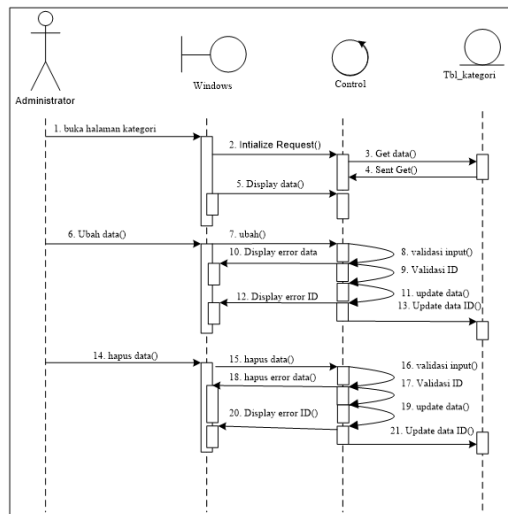 Administrator
Windows
Control
Tbl_kategori
1. buka halaman kategori
2. Intialize Request()
3. Get data()
4. Sent Get()
5. Display data()
6. Ubah data()
7. ubah()
8. validasi input()
10. Display error data
9. Validasi ID
11. update data()
12. Display error ID
13. Update data ID()
14. hapus data()
15. hapus data()
16. validasi input()
17. Validasi ID
18. hapus error data()
19. update data()
20. Display error ID()
21. Update data ID()